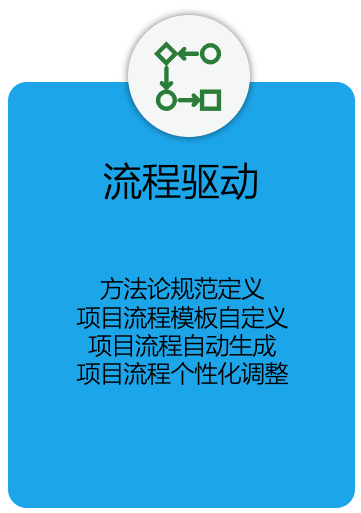 流程驱动
方法论规范定义
项目流程模板自定义
项目流程自动生成
项目流程个性化调整